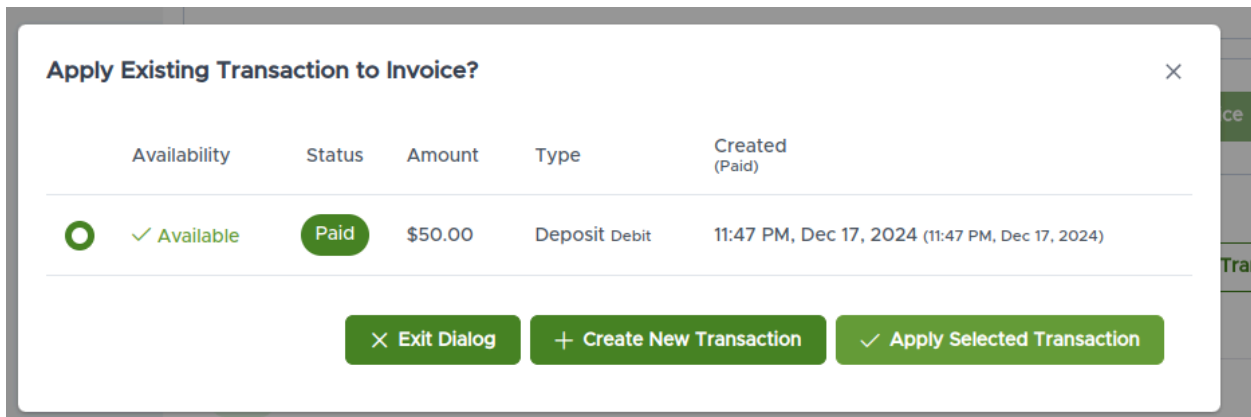 Apply Existing Transaction to Invoice?
Availability Status Amount Type Created
(Paid)
Available Paid $50.00 Deposit Debit 11:47 PM, Dec 17, 2024 (11:47 PM, Dec 17, 2024)
Exit Dialog Create New Transaction Apply Selected Transaction
ce